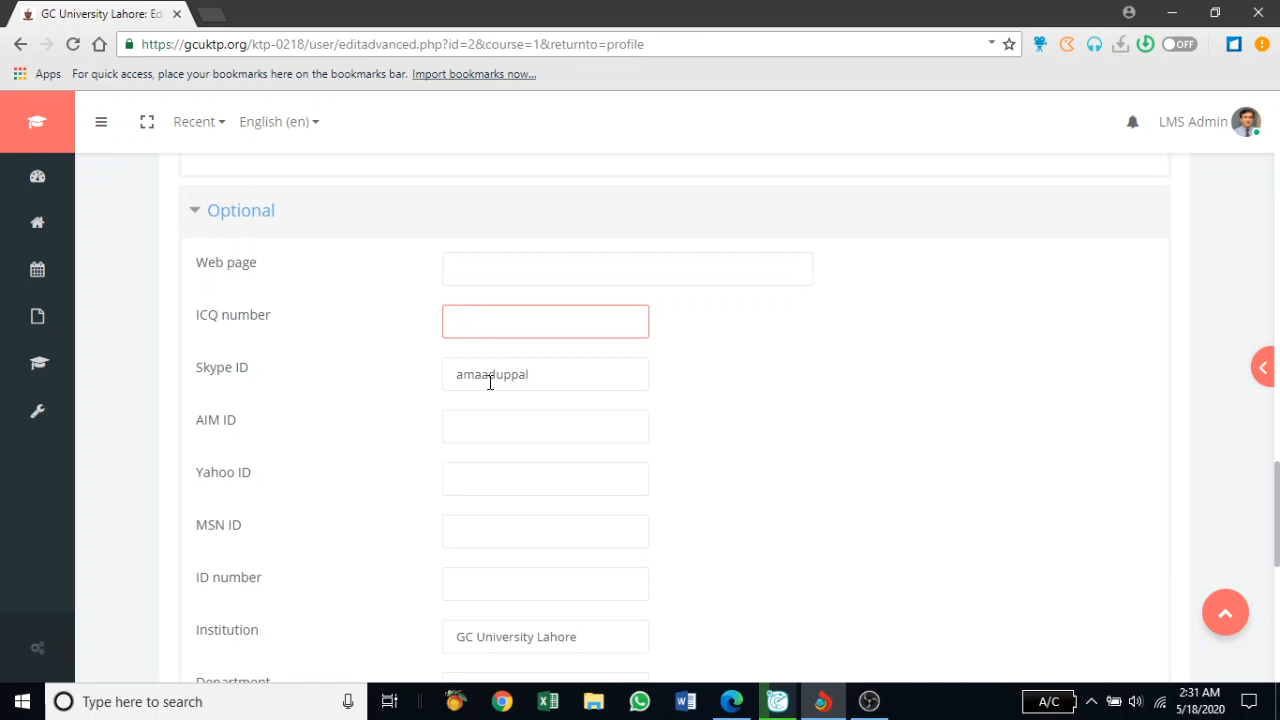 GC University Lahore: Edi
https://gcuktp.org/ktp-0218/user/editadvanced.php?id=2&course=1&returnto=profile
OFF
Apps For quick access, place your bookmarks here on the bookmarks bar. Import bookmarks now...
Recent English (en) LMS Admin
Optional
Web page
ICQ number
Skype ID amaaduppal
AIM ID
Yahoo ID
MSN ID
ID number
Institution GC University Lahore
Department
Type here to search
A/C
2:31 AM
5/18/2020